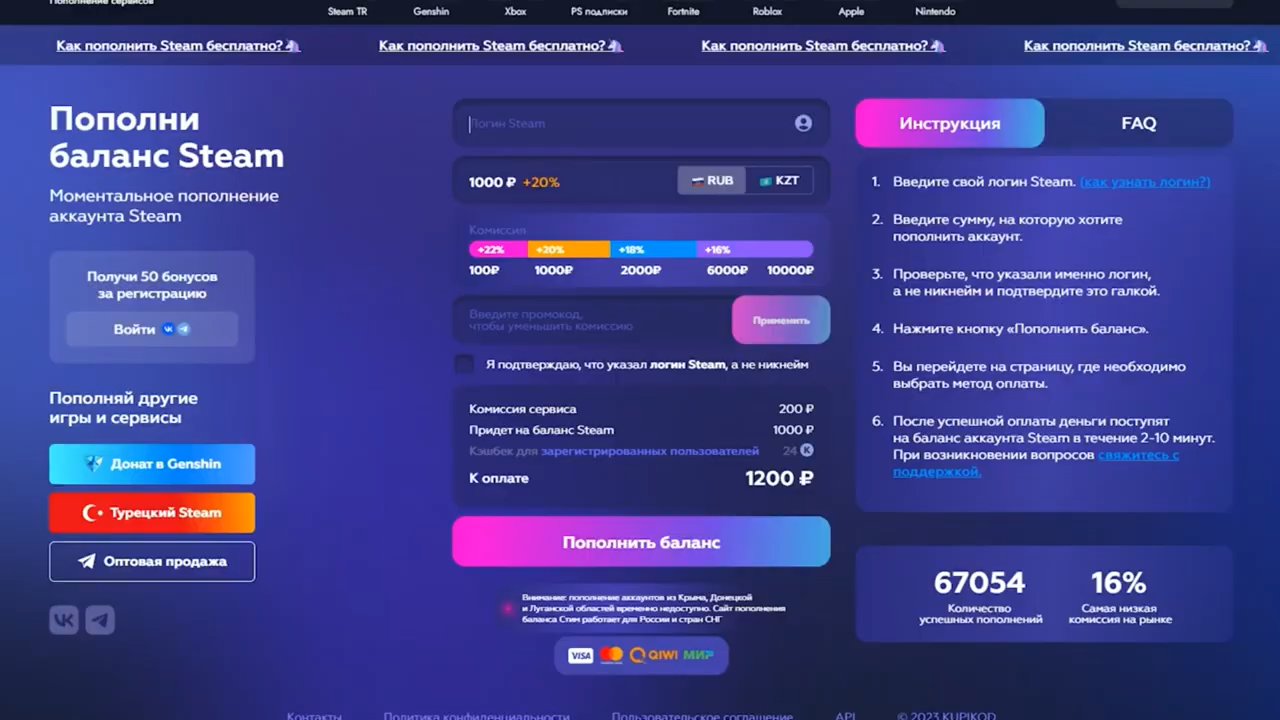 Пополнение сервисов
Steam TR
Genshin
Xbox
PS подписки
Fortnite
Roblox
Apple
Nintendo
Как пополнить Steam бесплатно?
Как пополнить Steam бесплатно?
Как пополнить Steam бесплатно?
Как пополнить Steam бесплатно?
Пополни
баланс Steam
Моментальное пополнение
аккаунта Steam
Получи 50 бонусов
за регистрацию
Войти
Пополняй другие
игры и сервисы
Донат в Genshin
Турецкий Steam
Оптовая продажа
Логин Steam
1000 ₽ +20%
RUB
KZT
Комиссия
+22% +20% +18% +16%
100₽ 1000₽ 2000₽ 6000₽ 10000₽
Введите промокод,
чтобы уменьшить комиссию
Применить
Я подтверждаю, что указал логин Steam, а не никнейм
Комиссия сервиса 200 ₽
Придет на баланс Steam 1000 ₽
Кэшбек для зарегистрированных пользователей 24 K
К оплате 1200 ₽
Пополнить баланс
Внимание: пополнение аккаунтов из Крыма, Донецкой
и Луганской областей временно недоступно. Сайт пополнения
баланса Стим работает для России и стран СНГ
VISA
QIWI
МИР
Инструкция
FAQ
1. Введите свой логин Steam. (как узнать логин?)
2. Введите сумму, на которую хотите
пополнить аккаунт.
3. Проверьте, что указали именно логин,
а не никнейм и подтвердите это галкой.
4. Нажмите кнопку «Пополнить баланс».
5. Вы перейдете на страницу, где необходимо
выбрать метод оплаты.
6. После успешной оплаты деньги поступят
на баланс аккаунта Steam в течение 2-10 минут.
При возникновении вопросов свяжитесь с
поддержкой.
67054
Количество
успешных пополнений
16%
Самая низкая
комиссия на рынке
Контакты
Политика конфиденциальности
Пользовательское соглашение
API
© 2023 KUPIKOD